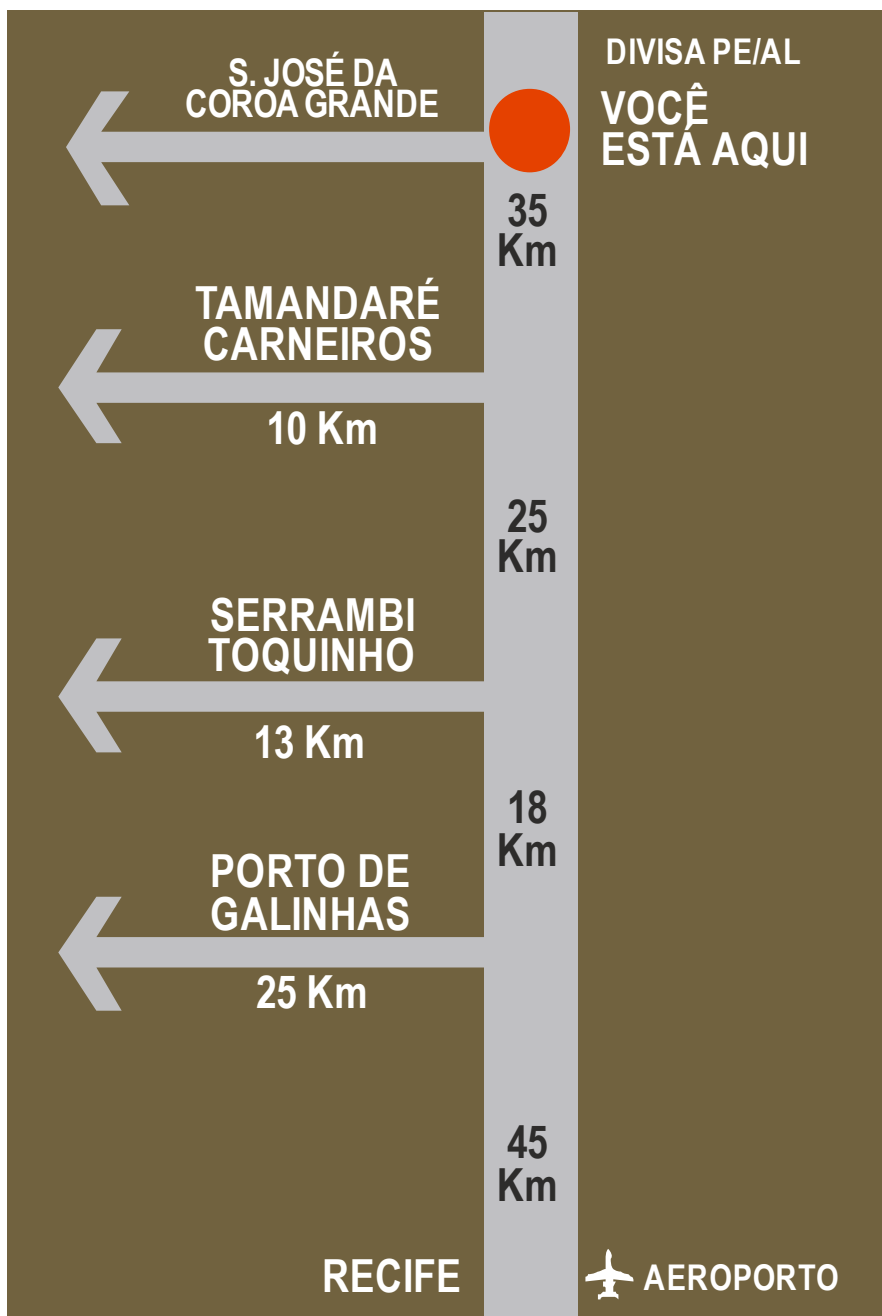 DIVISA PE/AL
S. JOSÉ DA
COROA GRANDE
VOCÊ
ESTÁ AQUI
35
Km
TAMANDARÉ
CARNEIROS
10 Km
25
Km
SERRAMBI
TOQUINHO
13 Km
18
Km
PORTO DE
GALINHAS
25 Km
45
Km
RECIFE
AEROPORTO